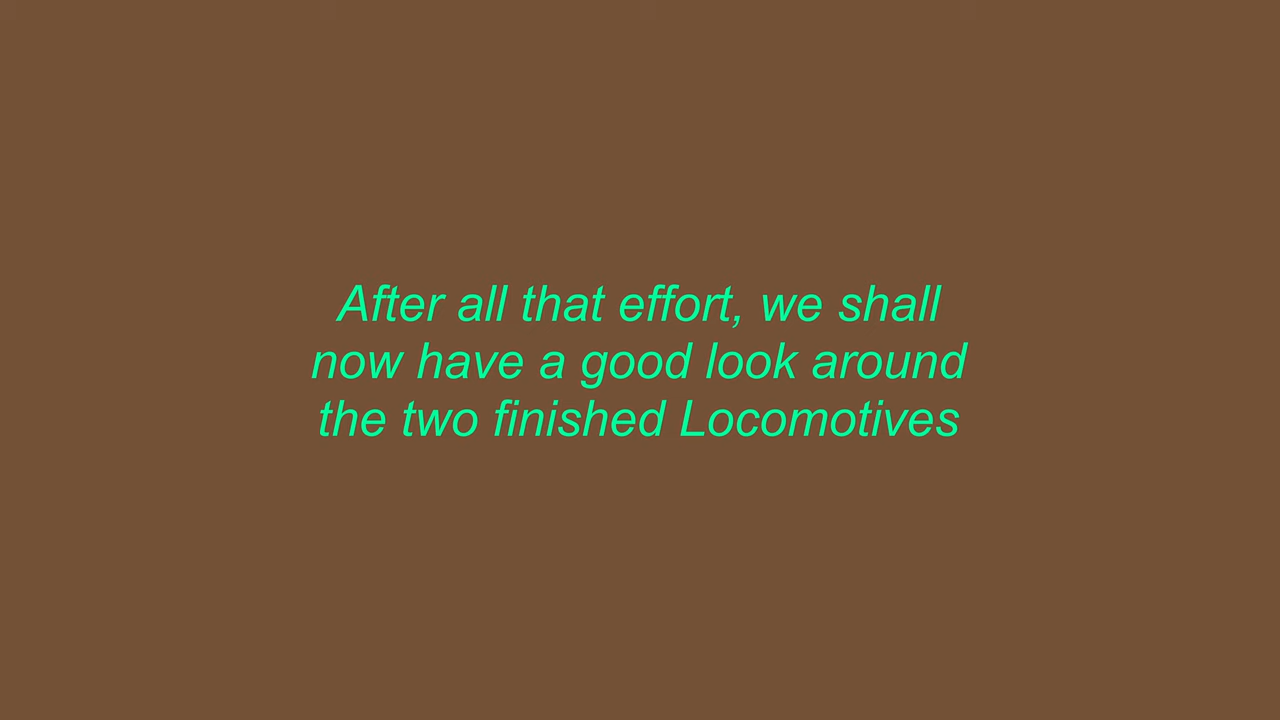 After all that effort, we shall
now have a good look around
the two finished Locomotives